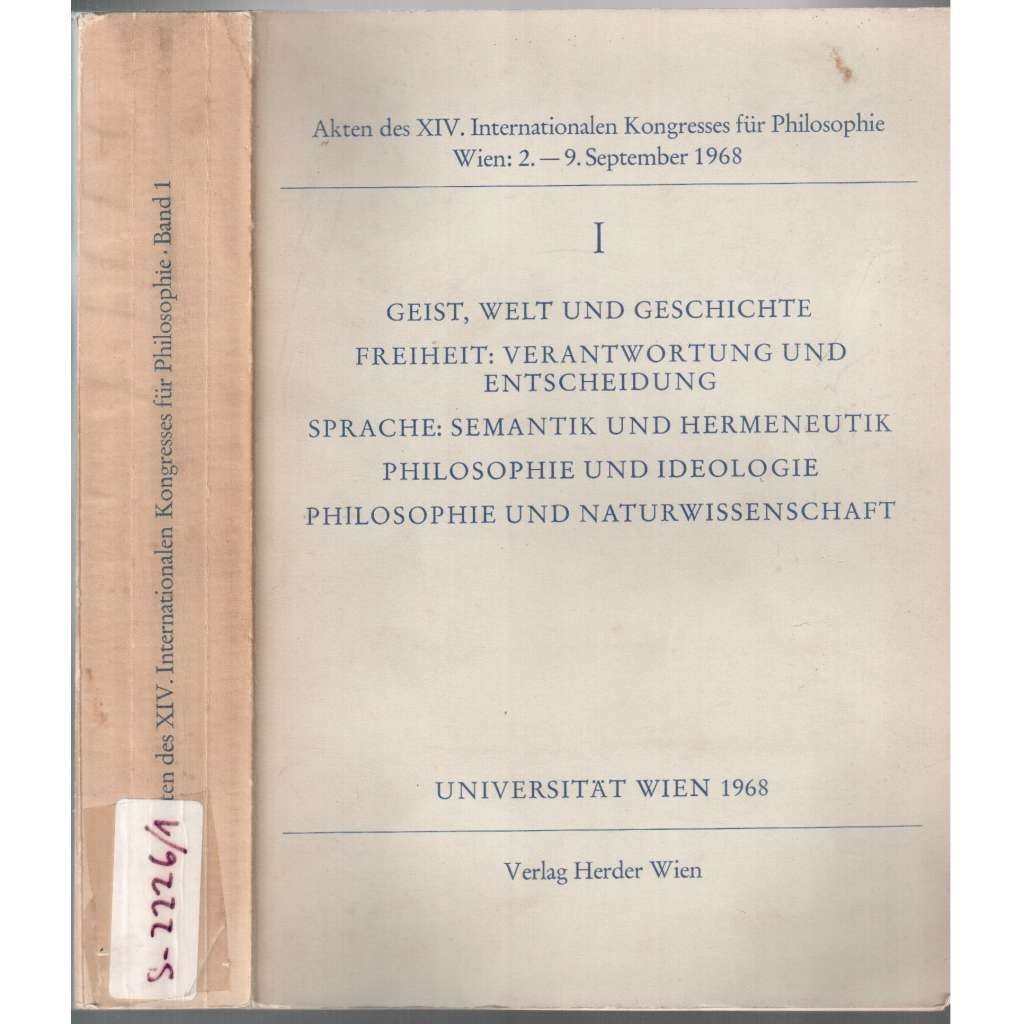 Akten des XIV. Internationalen Kongresses für Philosophie
Wien: 2. — 9. September 1968
I
GEIST, WELT UND GESCHICHTE
FREIHEIT: VERANTWORTUNG UND
ENTSCHEIDUNG
SPRACHE: SEMANTIK UND HERMENEUTIK
PHILOSOPHIE UND IDEOLOGIE
PHILOSOPHIE UND NATURWISSENSCHAFT
UNIVERSITÄT WIEN 1968
Verlag Herder Wien
ten des XIV. Internationalen Kongresses für Philosophie · Band 1
S-2226/1